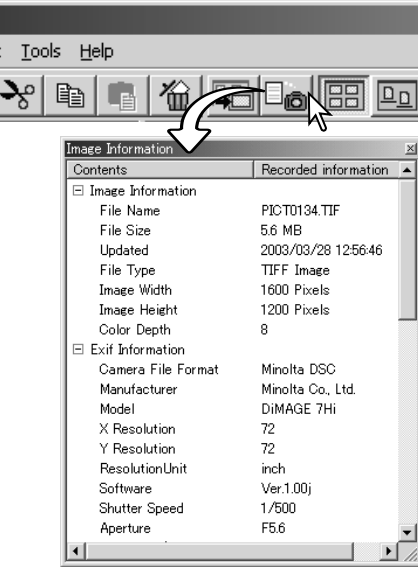 Tools Help
Image Information
Contents Recorded information
Image Information
File Name PICT0134.TIF
File Size 5.6 MB
Updated 2003/03/28 12:56:46
File Type TIFF Image
Image Width 1600 Pixels
Image Height 1200 Pixels
Color Depth 8
Exif Information
Camera File Format Minolta DSC
Manufacturer Minolta Co., Ltd.
Model DiMAGE 7Hi
X Resolution 72
Y Resolution 72
ResolutionUnit inch
Software Ver.1.00j
Shutter Speed 1/500
Aperture F5.6